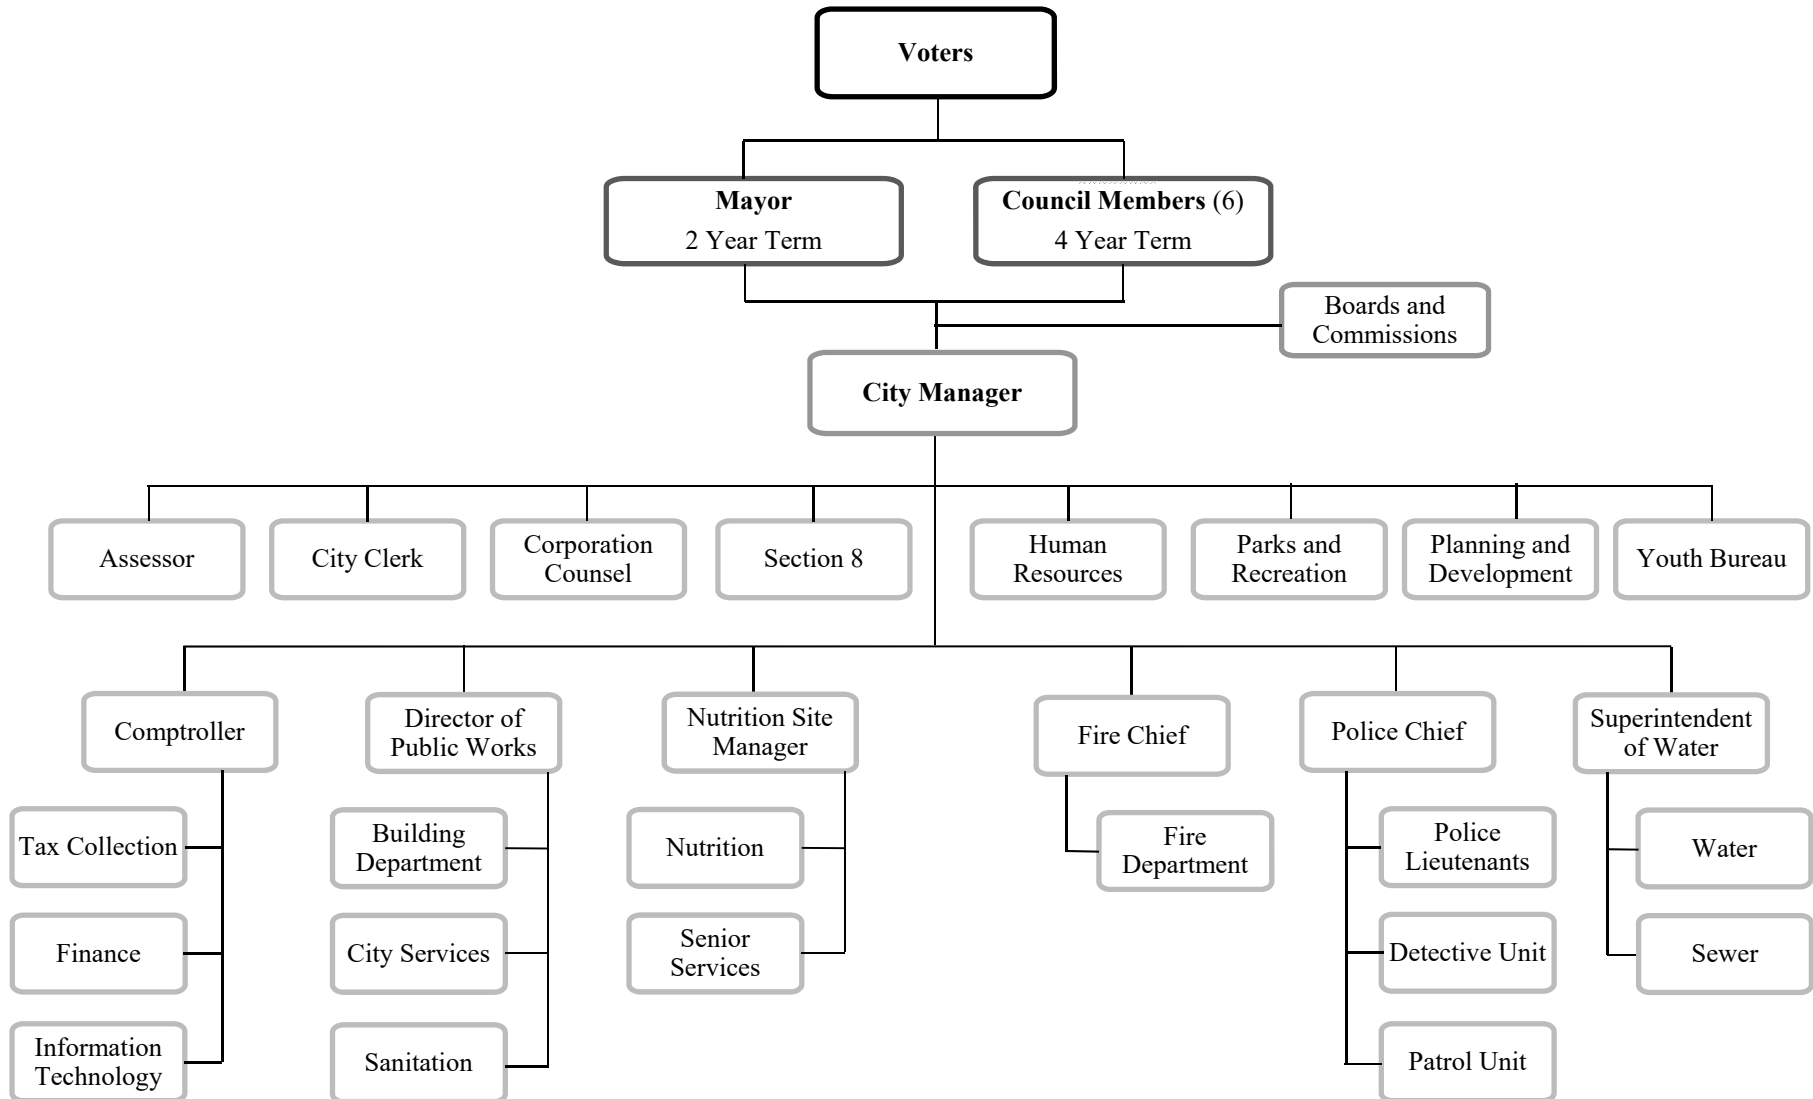 Voters
Mayor
2 Year Term
Council Members (6)
4 Year Term
Boards and
Commissions
City Manager
Assessor
City Clerk
Corporation
Counsel
Section 8
Human
Resources
Parks and
Recreation
Planning and
Development
Youth Bureau
Comptroller
Director of
Public Works
Nutrition Site
Manager
Fire Chief
Police Chief
Superintendent
of Water
Tax Collection
Building
Department
Nutrition
Fire
Department
Police
Lieutenants
Water
Finance
City Services
Senior
Services
Detective Unit
Sewer
Information
Technology
Sanitation
Patrol Unit